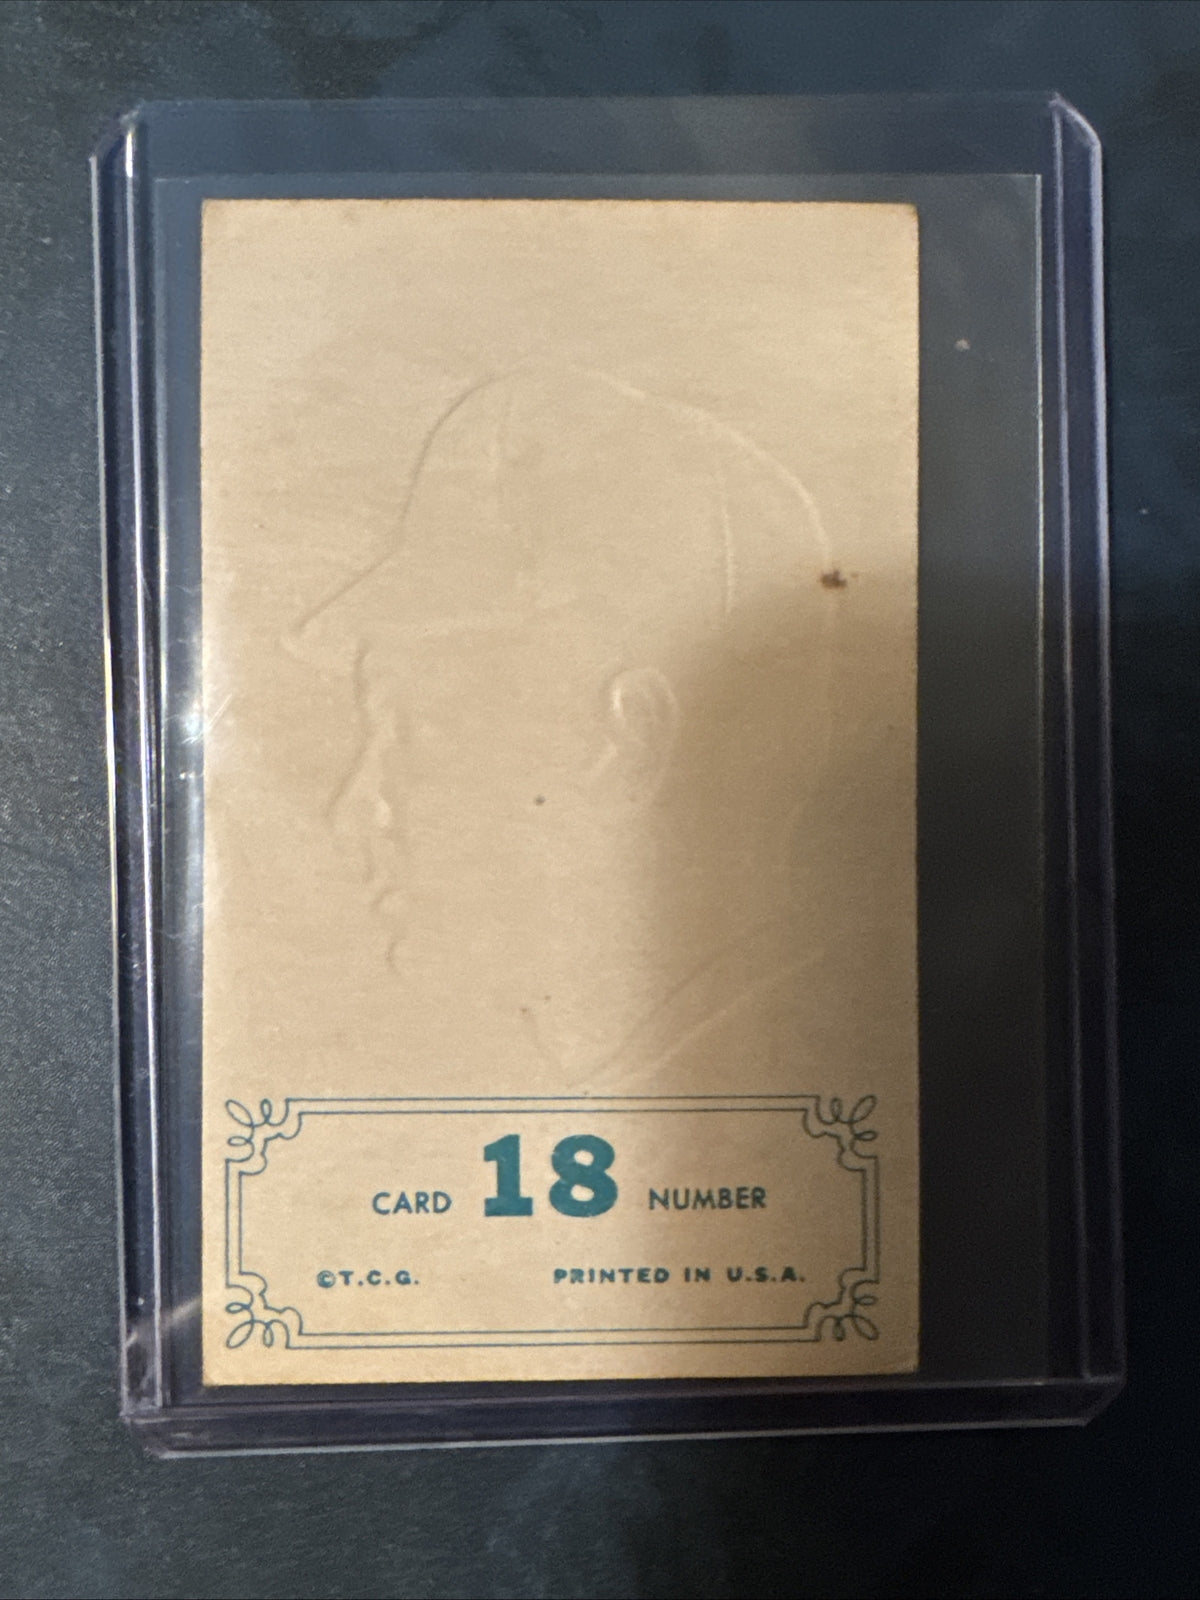 CARD 18 NUMBER
©T.C.G. PRINTED IN U.S.A.